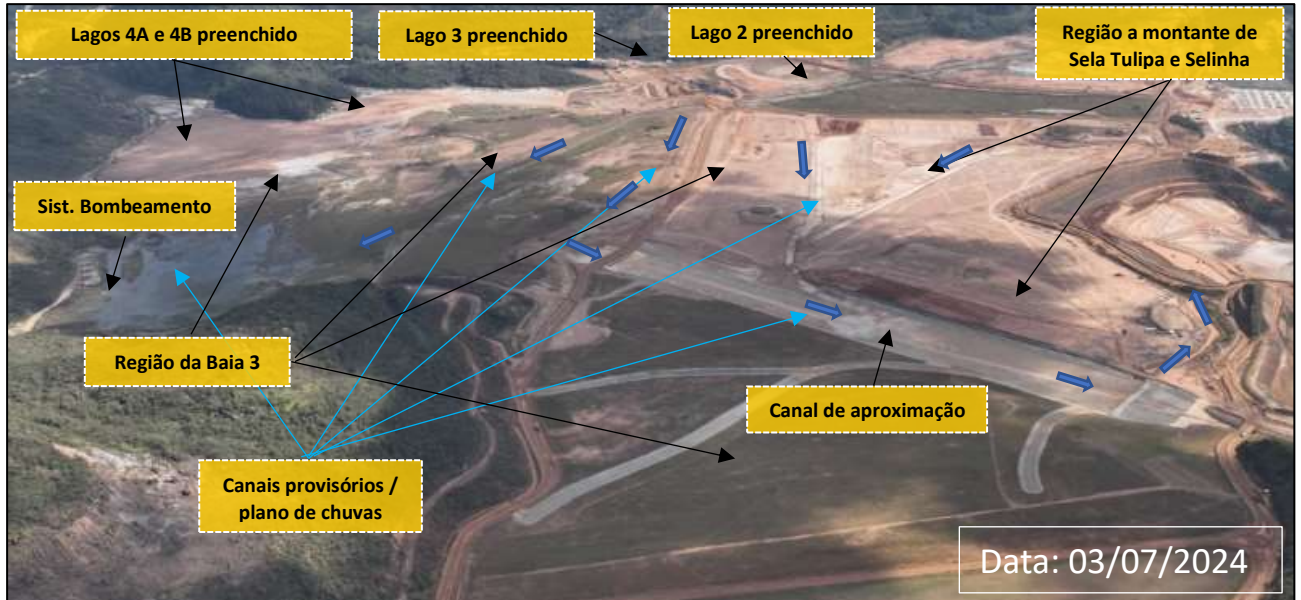 Lagos 4A e 4B preenchido
Lago 3 preenchido
Lago 2 preenchido
Região a montante de
Sela Tulipa e Selinha
Sist. Bombeamento
Região da Baia 3
Canal de aproximação
Canais provisórios /
plano de chuvas
Data: 03/07/2024